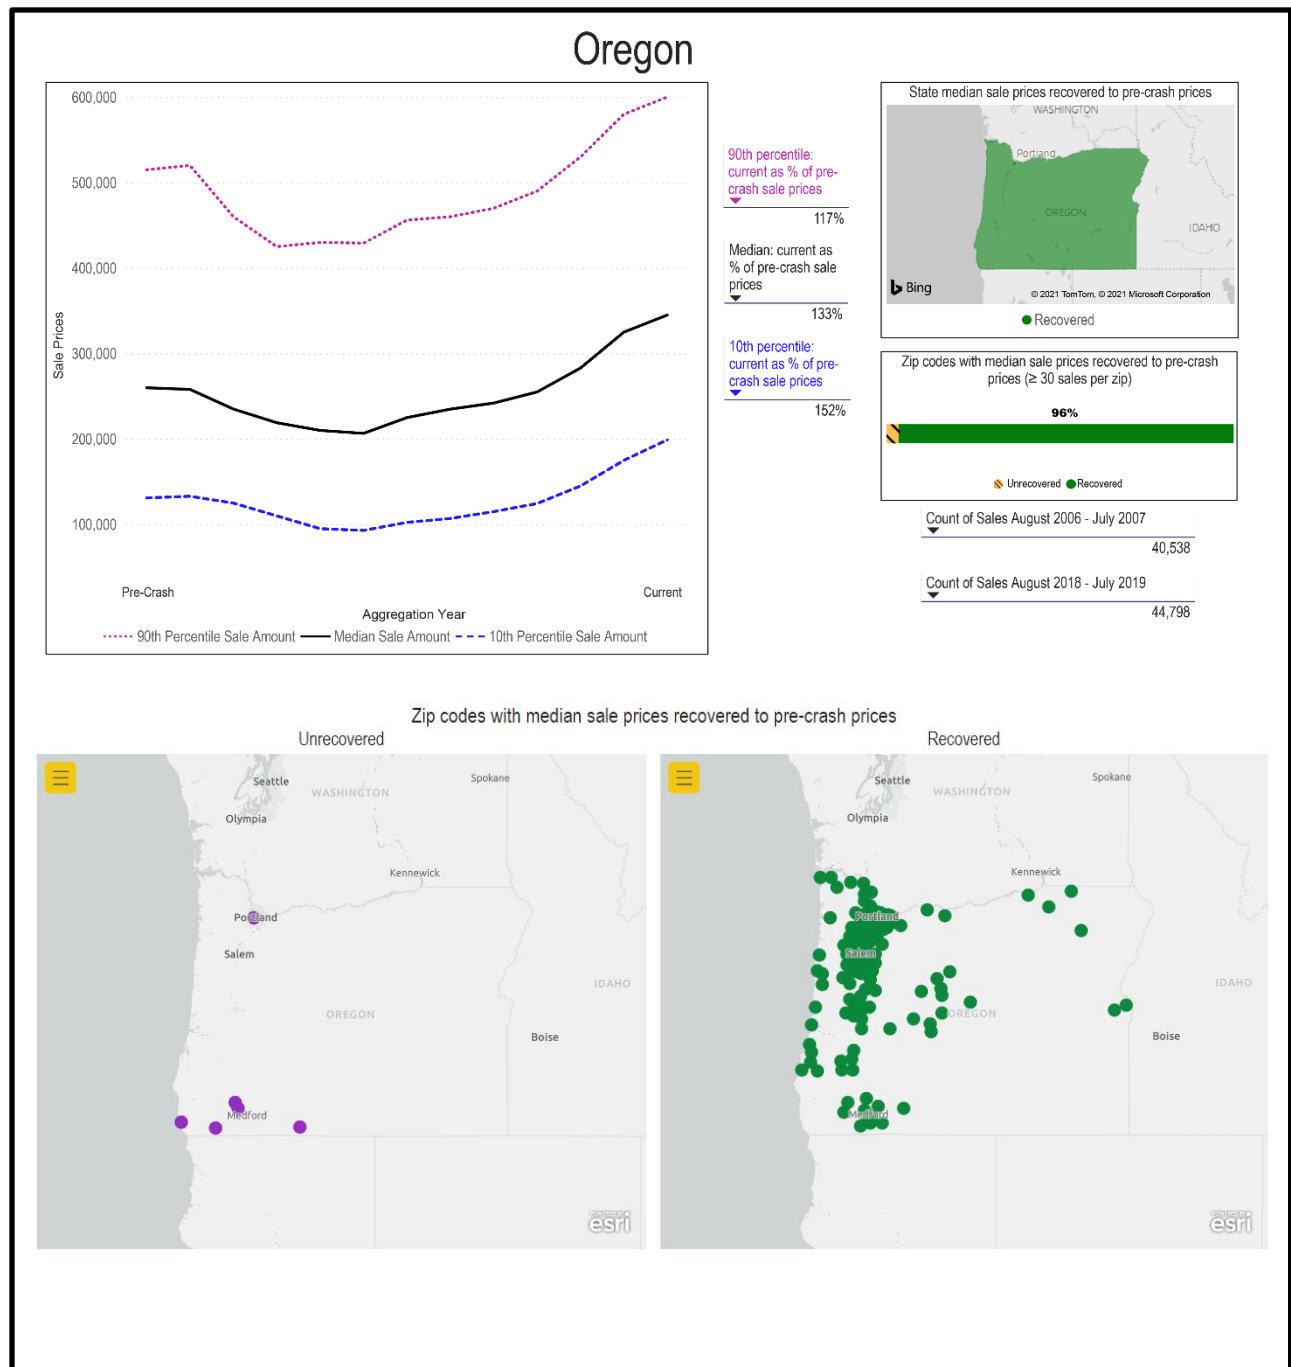 Oregon
600,000
500,000
400,000
300,000
200,000
100,000
Sale Prices
Pre-Crash
Current
Aggregation Year
90th Percentile Sale Amount
Median Sale Amount
10th Percentile Sale Amount
90th percentile:
current as % of pre-
crash sale prices
117%
Median: current as
% of pre-crash sale
prices
133%
10th percentile:
current as % of pre-
crash sale prices
152%
State median sale prices recovered to pre-crash prices
WASHINGTON
Portland
OREGON
IDAHO
Bing
© 2021 TomTom, © 2021 Microsoft Corporation
Recovered
Zip codes with median sale prices recovered to pre-crash
prices (≥ 30 sales per zip)
96%
Unrecovered
Recovered
Count of Sales August 2006 - July 2007
40,538
Count of Sales August 2018 - July 2019
44,798
Zip codes with median sale prices recovered to pre-crash prices
Unrecovered
Seattle
Spokane
WASHINGTON
Olympia
Kennewick
Portland
Salem
IDAHO
OREGON
Boise
Medford
POWERED BY
esri
Recovered
Seattle
Spokane
WASHINGTON
Olympia
Kennewick
Portland
Salem
IDAHO
OREGON
Boise
Medford
POWERED BY
esri